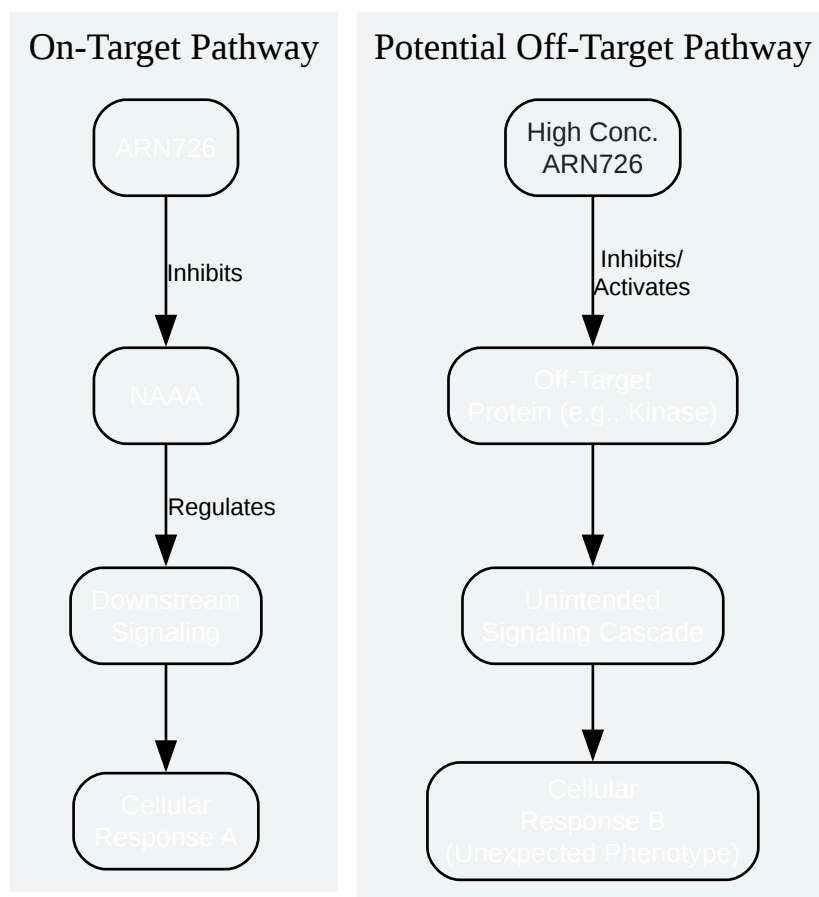 On-Target Pathway
ARN726
Inhibits
NAAA
Regulates
Downstream
Signaling
Cellular
Response A
Potential Off-Target Pathway
High Conc.
ARN726
Inhibits/
Activates
Off-Target
Protein (e.g., Kinase)
Unintended
Signaling Cascade
Cellular
Response B
(Unexpected Phenotype)